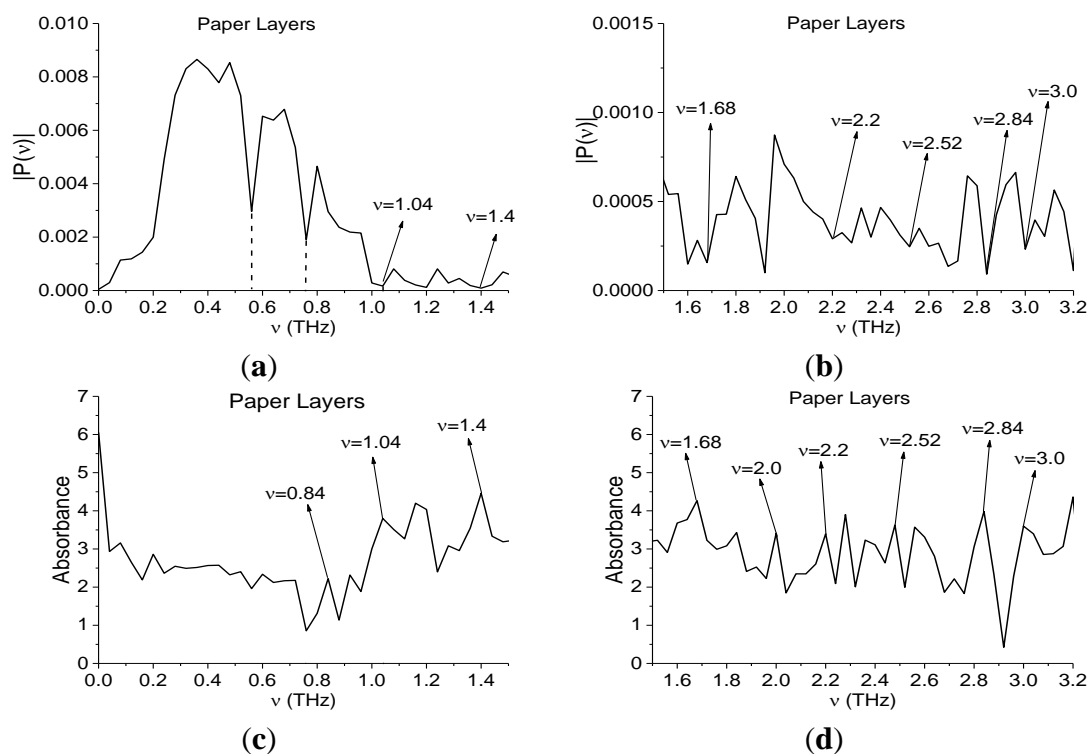 Paper Layers
0.010
0.008
0.006
0.004
0.002
0.000
|P(ν)|
ν=1.04
ν=1.4
0.0 0.2 0.4 0.6 0.8 1.0 1.2 1.4
ν (THz)
(a)
Paper Layers
0.0015
0.0010
0.0005
0.0000
|P(ν)|
ν=1.68
ν=2.2
ν=2.52
ν=2.84
ν=3.0
1.6 1.8 2.0 2.2 2.4 2.6 2.8 3.0 3.2
ν (THz)
(b)
Paper Layers
7
6
5
4
3
2
1
0
Absorbance
ν=0.84
ν=1.04
ν=1.4
0.0 0.2 0.4 0.6 0.8 1.0 1.2 1.4
ν (THz)
(c)
Paper Layers
7
6
5
4
3
2
1
0
Absorbance
ν=1.68
ν=2.0
ν=2.2
ν=2.52
ν=2.84
ν=3.0
1.6 1.8 2.0 2.2 2.4 2.6 2.8 3.0 3.2
ν (THz)
(d)